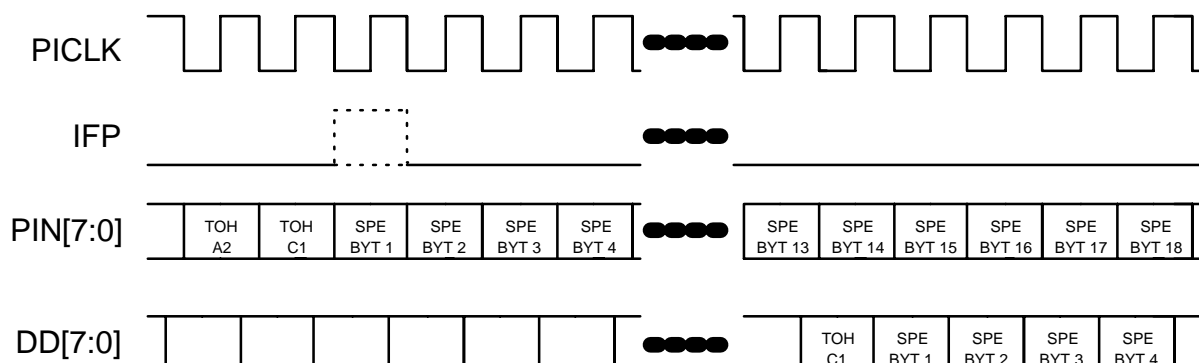 PICLK
IFP
PIN[7:0]
TOH
A2
TOH
C1
SPE
BYT 1
SPE
BYT 2
SPE
BYT 3
SPE
BYT 4
SPE
BYT 13
SPE
BYT 14
SPE
BYT 15
SPE
BYT 16
SPE
BYT 17
SPE
BYT 18
DD[7:0]
TOH
C1
SPE
BYT 1
SPE
BYT 2
SPE
BYT 3
SPE
BYT 4